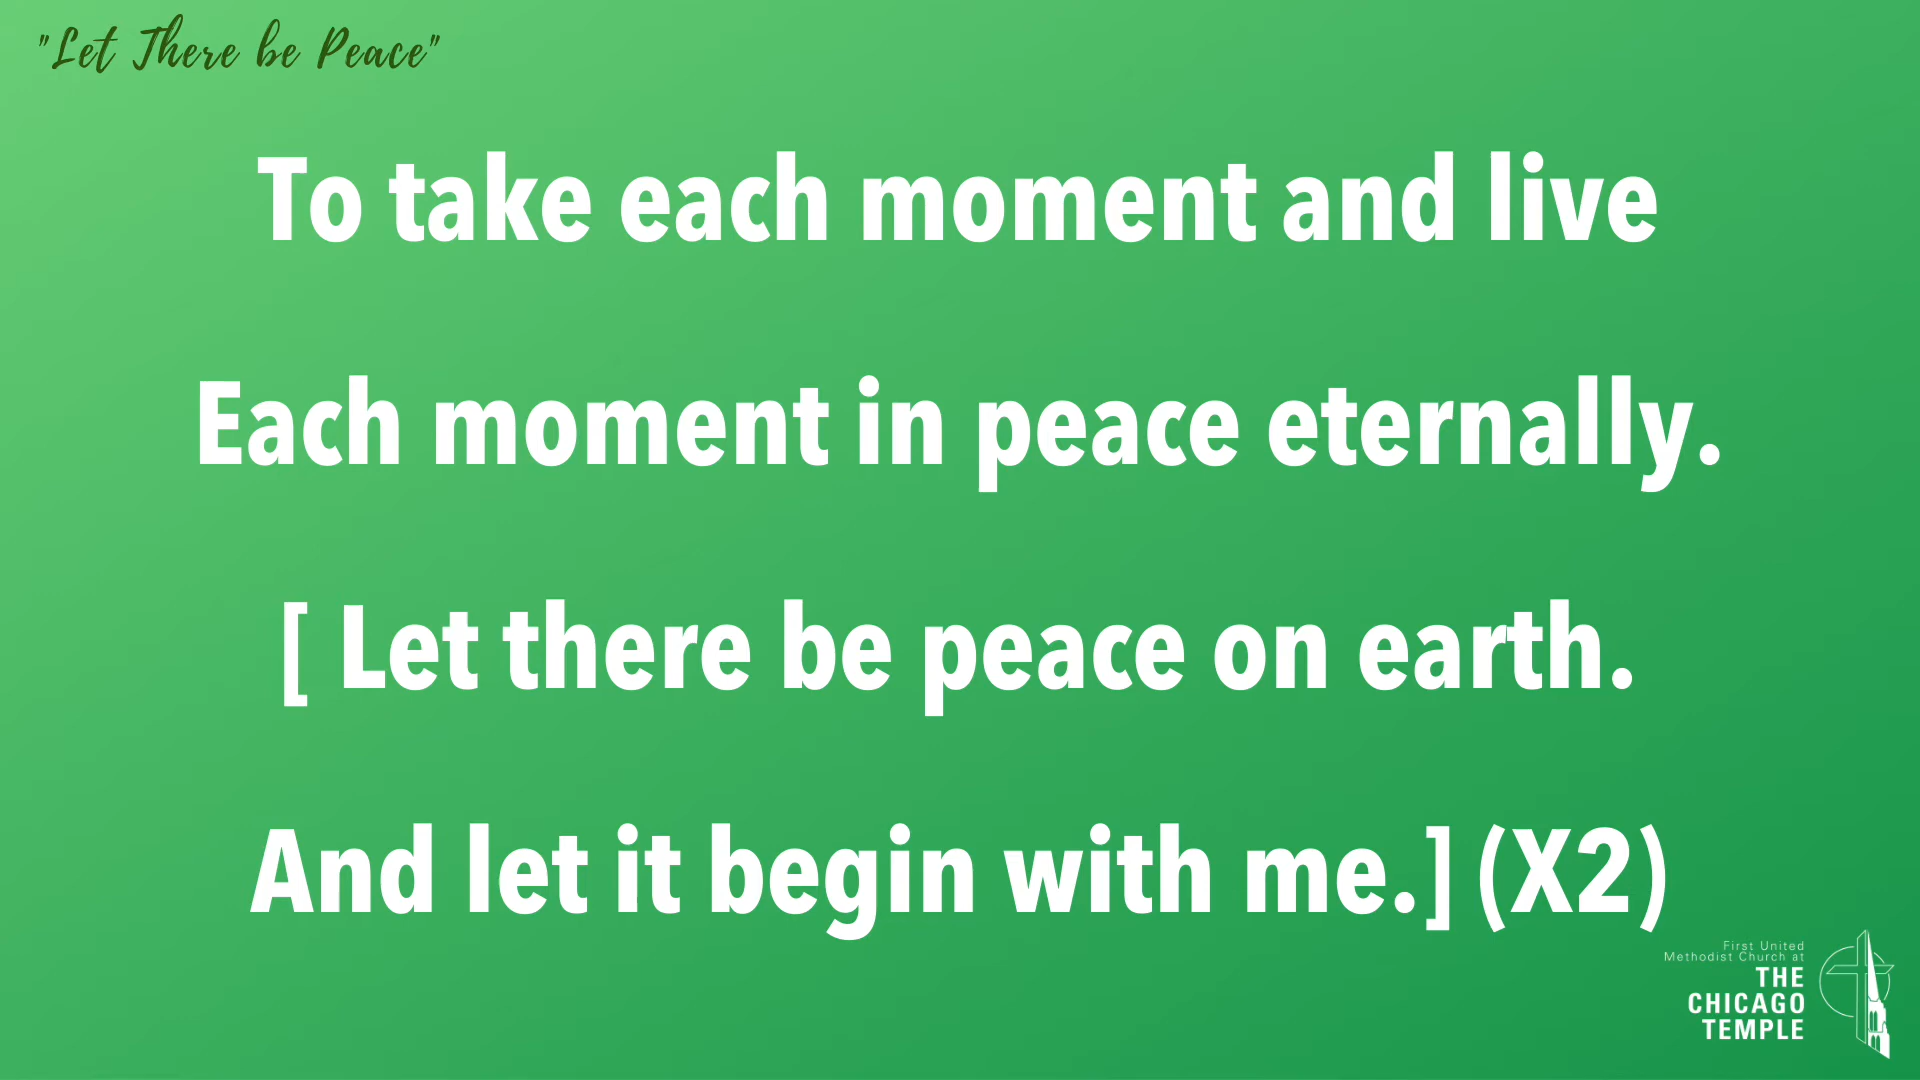 "Let There be Peace"
To take each moment and live
Each moment in peace eternally.
[ Let there be peace on earth.
And let it begin with me.] (X2)
First United
Methodist Church at
THE
CHICAGO
TEMPLE